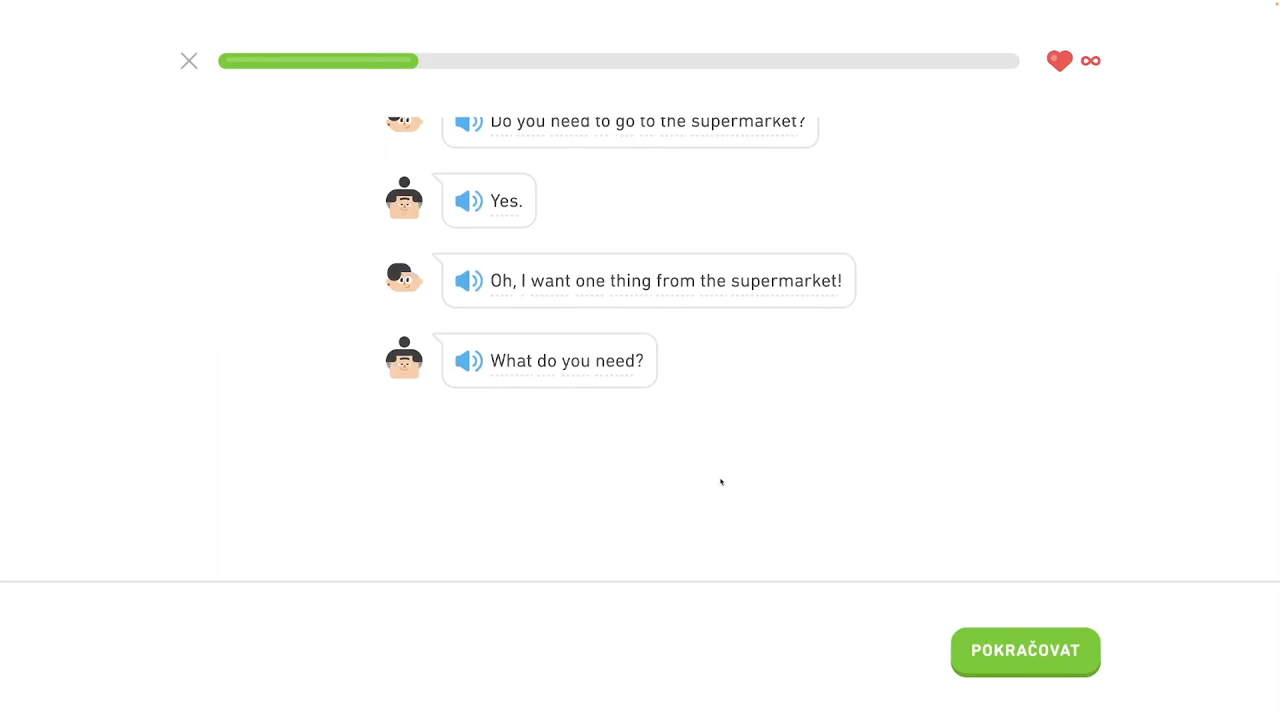 Do you need to go to the supermarket?
Yes.
Oh, I want one thing from the supermarket!
What do you need?
POKRAČOVAT